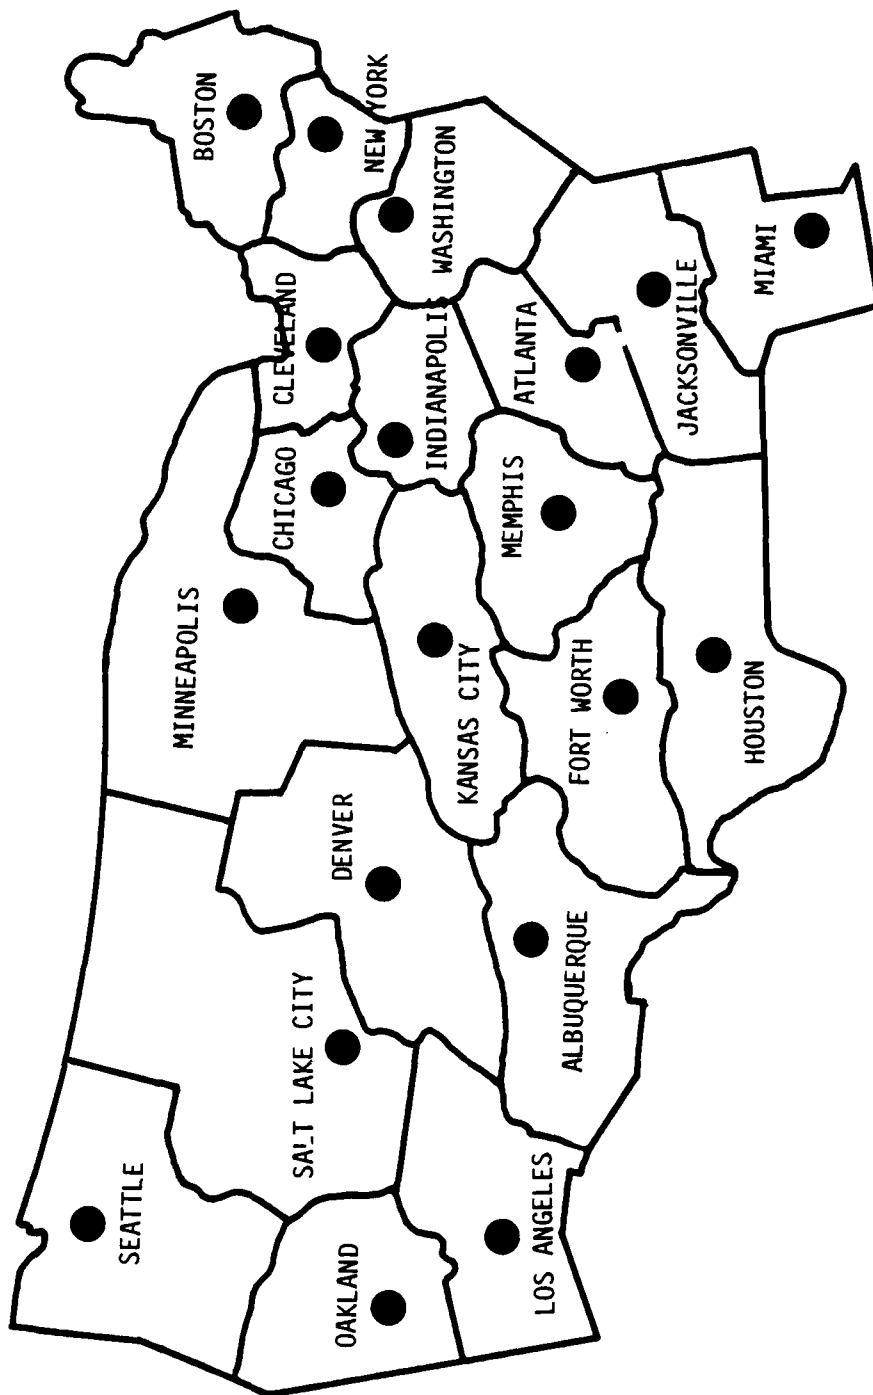 SEATTLE
OAKLAND
LOS ANGELES
SALT LAKE CITY
DENVER
ALBUQUERQUE
MINNEAPOLIS
KANSAS CITY
FORT WORTH
HOUSTON
CHICAGO
MEMPHIS
INDIANAPOLIS
CLEVELAND
ATLANTA
JACKSONVILLE
MIAMI
WASHINGTON
NEW YORK
BOSTON